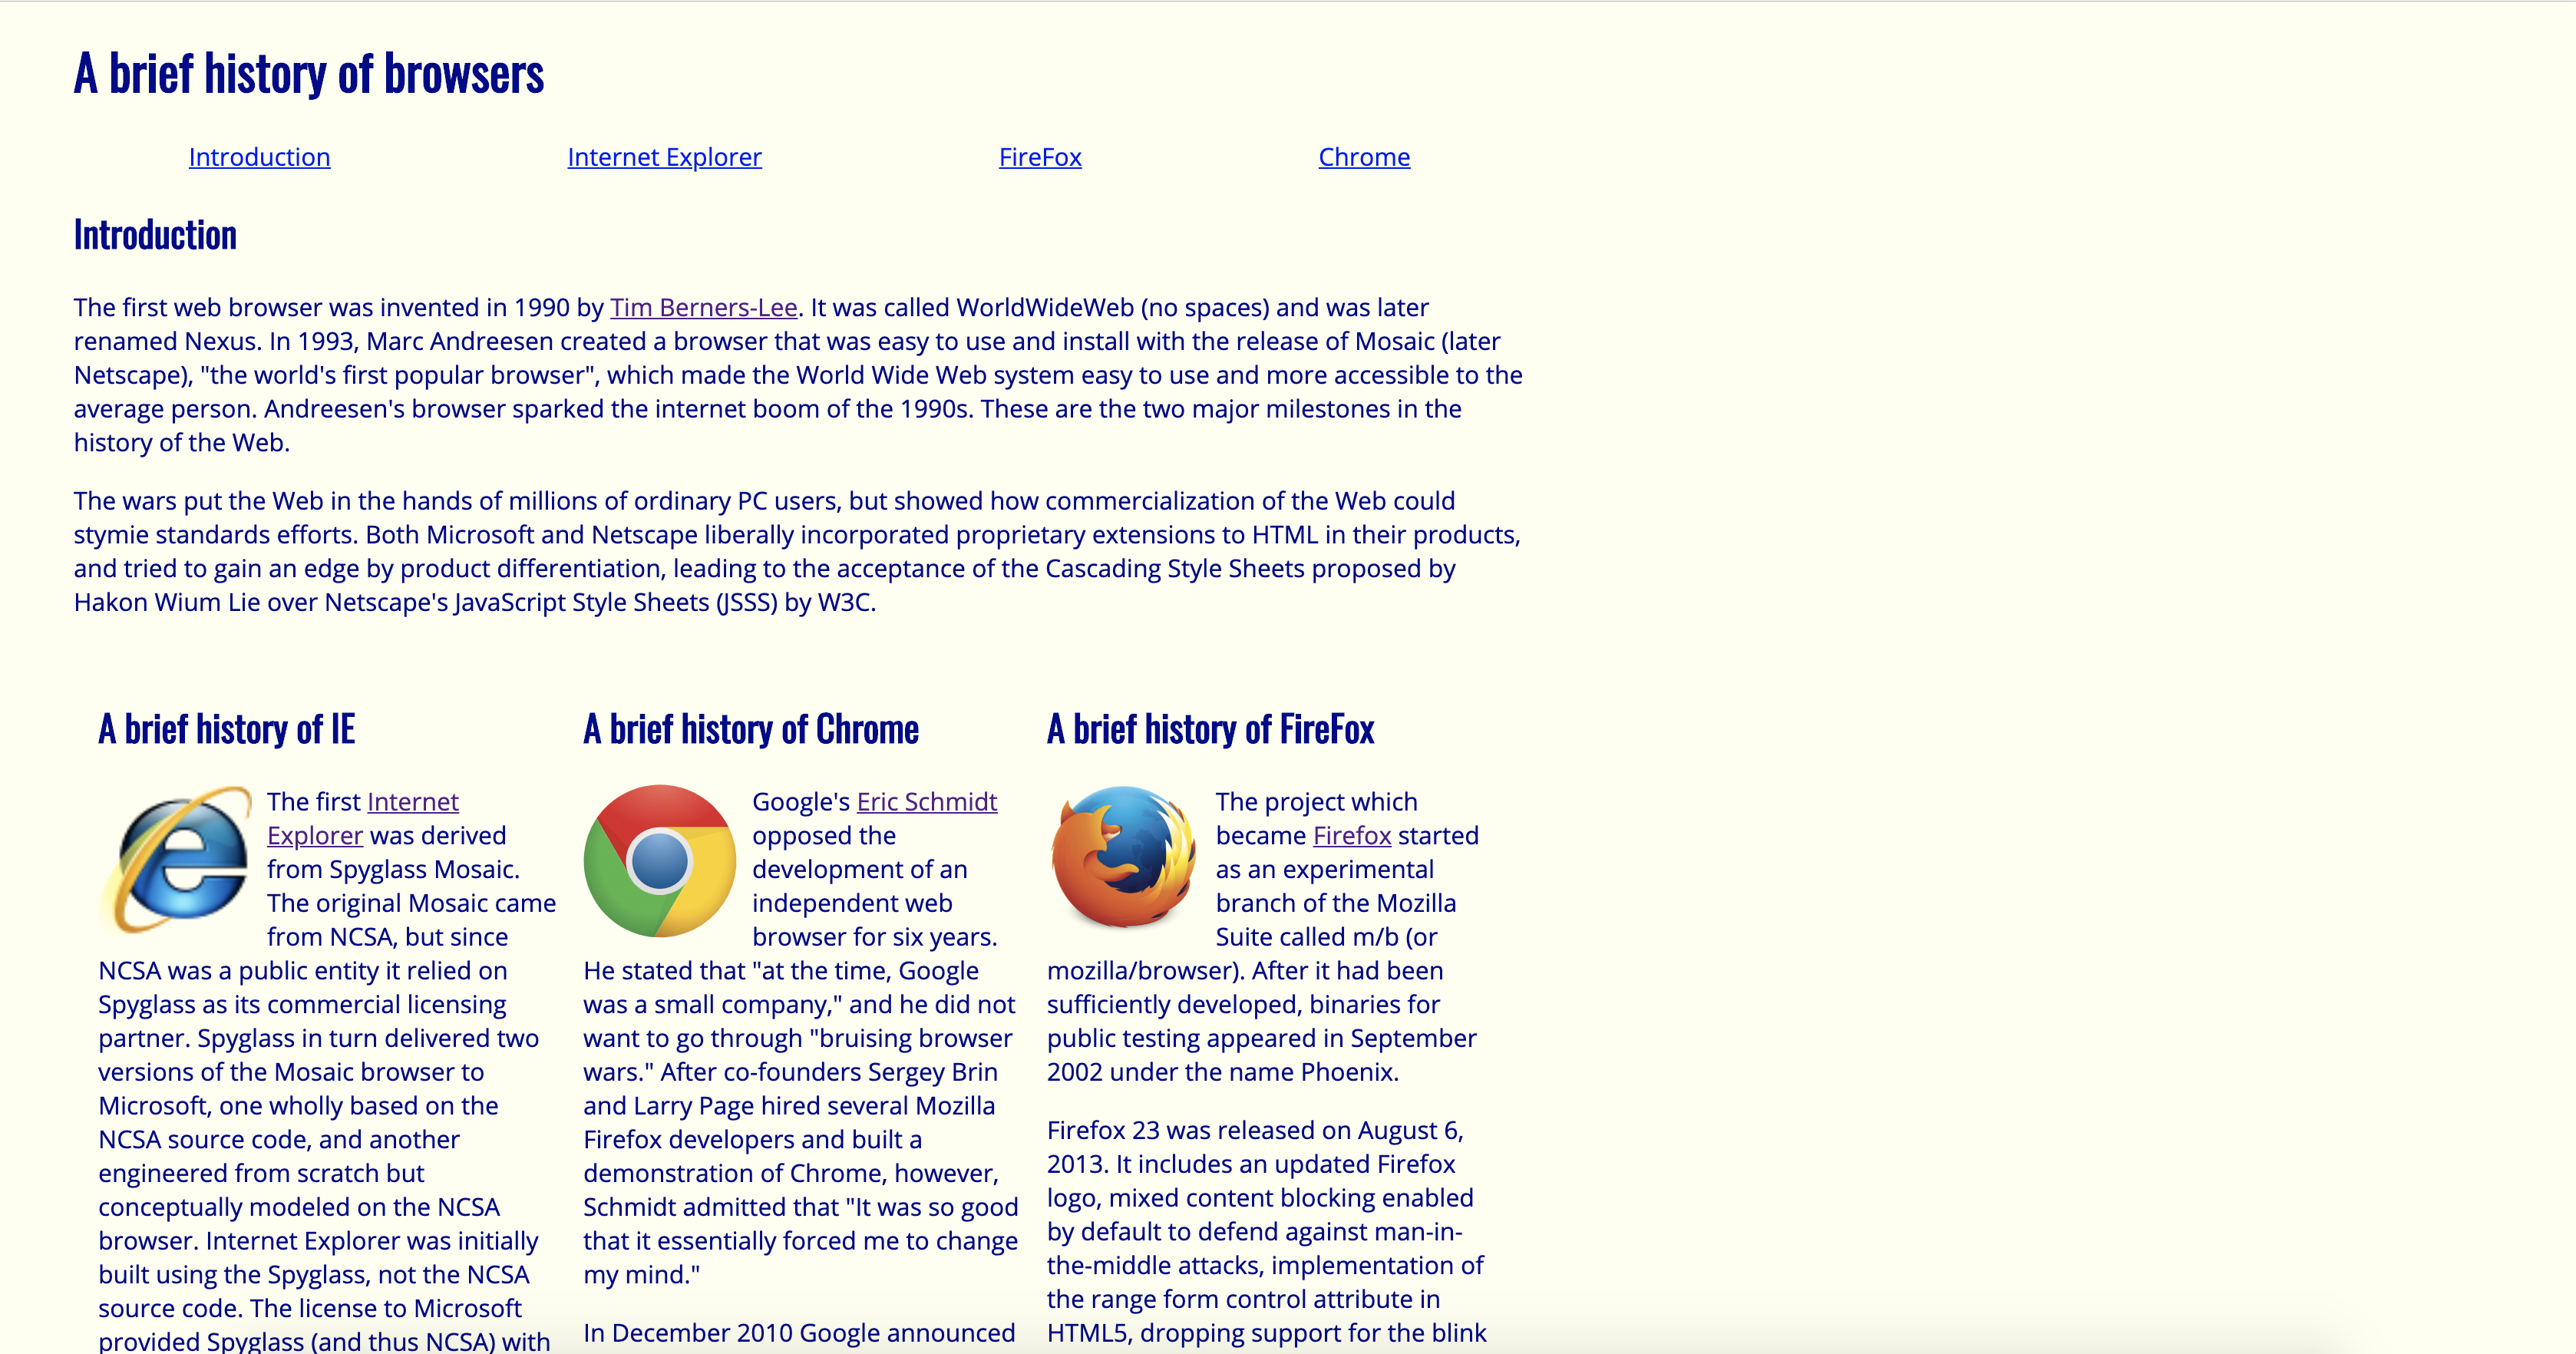 A brief history of browsers
Introduction Internet Explorer FireFox Chrome
Introduction
The first web browser was invented in 1990 by Tim Berners-Lee. It was called WorldWideWeb (no spaces) and was later
renamed Nexus. In 1993, Marc Andreesen created a browser that was easy to use and install with the release of Mosaic (later
Netscape), "the world's first popular browser", which made the World Wide Web system easy to use and more accessible to the
average person. Andreesen's browser sparked the internet boom of the 1990s. These are the two major milestones in the
history of the Web.
The wars put the Web in the hands of millions of ordinary PC users, but showed how commercialization of the Web could
stymie standards efforts. Both Microsoft and Netscape liberally incorporated proprietary extensions to HTML in their products,
and tried to gain an edge by product differentiation, leading to the acceptance of the Cascading Style Sheets proposed by
Hakon Wium Lie over Netscape's JavaScript Style Sheets (JSSS) by W3C.
A brief history of IE
The first Internet
Explorer was derived
from Spyglass Mosaic.
The original Mosaic came
from NCSA, but since
NCSA was a public entity it relied on
Spyglass as its commercial licensing
partner. Spyglass in turn delivered two
versions of the Mosaic browser to
Microsoft, one wholly based on the
NCSA source code, and another
engineered from scratch but
conceptually modeled on the NCSA
browser. Internet Explorer was initially
built using the Spyglass, not the NCSA
source code. The license to Microsoft
provided Spyglass (and thus NCSA) with
A brief history of Chrome
Google's Eric Schmidt
opposed the
development of an
independent web
browser for six years.
He stated that "at the time, Google
was a small company," and he did not
want to go through "bruising browser
wars." After co-founders Sergey Brin
and Larry Page hired several Mozilla
Firefox developers and built a
demonstration of Chrome, however,
Schmidt admitted that "It was so good
that it essentially forced me to change
my mind."
In December 2010 Google announced
A brief history of FireFox
The project which
became Firefox started
as an experimental
branch of the Mozilla
Suite called m/b (or
mozilla/browser). After it had been
sufficiently developed, binaries for
public testing appeared in September
2002 under the name Phoenix.
Firefox 23 was released on August 6,
2013. It includes an updated Firefox
logo, mixed content blocking enabled
by default to defend against man-in-
the-middle attacks, implementation of
the range form control attribute in
HTML5, dropping support for the blink